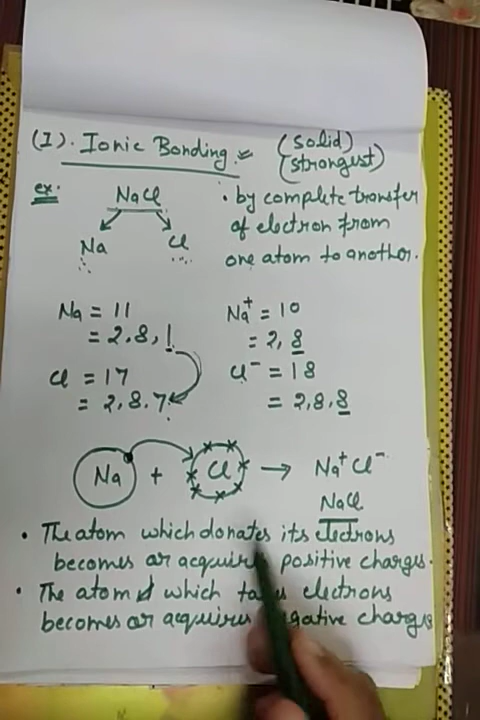 (I). Ionic Bonding (solid)
(strongest)
ex. NaCl
Na Cl
• by complete transfer
of electron from
one atom to another.
Na = 11
= 2,8,1
Cl = 17
= 2,8,7
Na⁺ = 10
= 2,8
Cl⁻ = 18
= 2,8,8
Na + Cl → Na⁺Cl⁻
NaCl
• The atom which donates its electrons
becomes or acquires positive charges.
• The atom which takes electrons
becomes or acquires negative charges